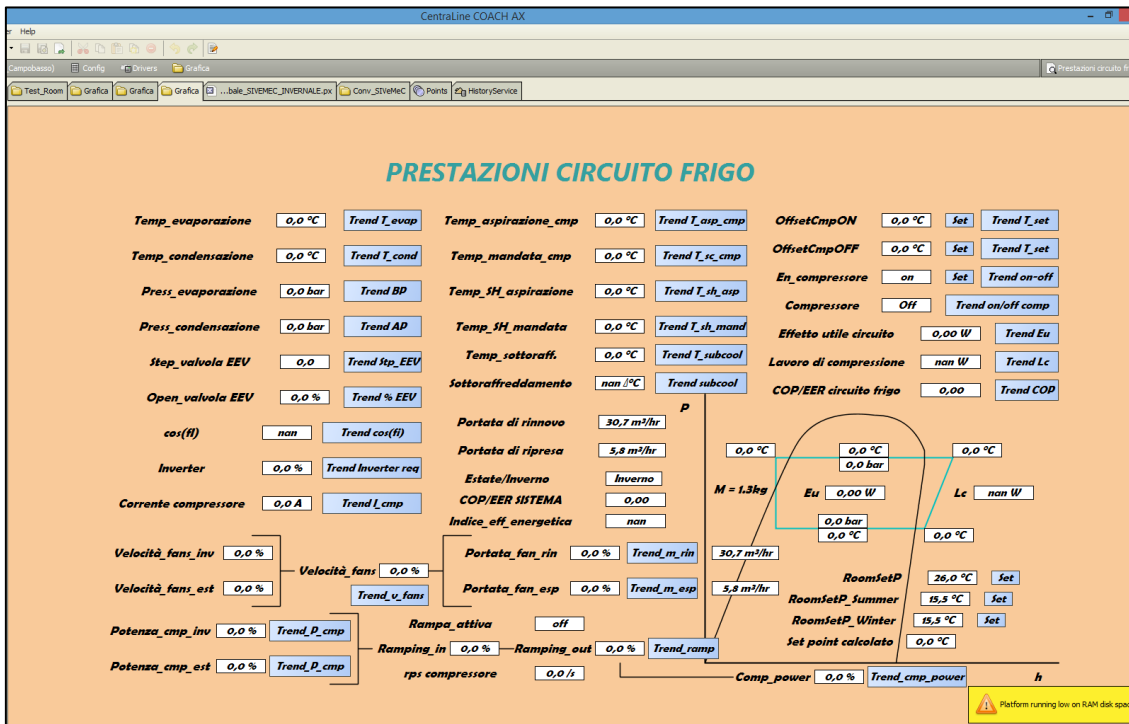 CentraLine COACH AX
er Help
Campobasso) Config Drivers Grafica Prestazioni circuito fri
Test_Room Grafica Grafica Grafica ...bale_SIVEMEC_INVERNALE.px Conv_SIVeMeC Points HistoryService
PRESTAZIONI CIRCUITO FRIGO
Temp_evaporazione 0,0 °C Trend T_evap Temp_aspirazione_cmp 0,0 °C Trend T_asp_cmp OffsetCmpON 0,0 °C Set Trend T_set
Temp_condensazione 0,0 °C Trend T_cond Temp_mandata_cmp 0,0 °C Trend T_sc_cmp OffsetCmpOFF 0,0 °C Set Trend T_set
Press_evaporazione 0,0 bar Trend BP Temp_SH_aspirazione 0,0 °C Trend T_sh_asp En_compressore on Set Trend on-off
Press_condensazione 0,0 bar Trend AP Temp_SH_mandata 0,0 °C Trend T_sh_mand Compressore Off Trend on/off comp
Effetto utile circuito 0,00 W Trend Eu
Step_valvola EEV 0,0 Trend Stp_EEV Temp_sottoraff. 0,0 °C Trend T_subcool Lavoro di compressione nan W Trend Lc
Open_valvola EEV 0,0 % Trend % EEV Sottoraffreddamento nan °C Trend subcool COP/EER circuito frigo 0,00 Trend COP
P
cos(fi) nan Trend cos(fi) Portata di rinnovo 30,7 m³/hr
Inverter 0,0 % Trend Inverter req Portata di ripresa 5,8 m³/hr 0,0 °C 0,0 °C 0,0 °C
0,0 bar
Estate/Inverno Inverno
M = 1.3kg Eu 0,00 W Lc nan W
Corrente compressore 0,0 A Trend I_cmp COP/EER SISTEMA 0,00
Indice_eff_energetica nan 0,0 bar
0,0 °C 0,0 °C
Velocità_fans_inv 0,0 % Portata_fan_rin 0,0 % Trend_m_rin 30,7 m³/hr
Velocità_fans 0,0 %
RoomSetP 26,0 °C Set
Velocità_fans_est 0,0 % Trend_v_fans Portata_fan_esp 0,0 % Trend_m_esp 5,8 m³/hr
RoomSetP_Summer 15,5 °C Set
RoomSetP_Winter 15,5 °C Set
Potenza_cmp_inv 0,0 % Trend_P_cmp Rampa_attiva off
Set point calcolato 0,0 °C
Ramping_in 0,0 % Ramping_out 0,0 % Trend_ramp
Potenza_cmp_est 0,0 % Trend_P_cmp rps compressore 0,0 /s
Comp_power 0,0 % Trend_cmp_power h
Platform running low on RAM disk spac